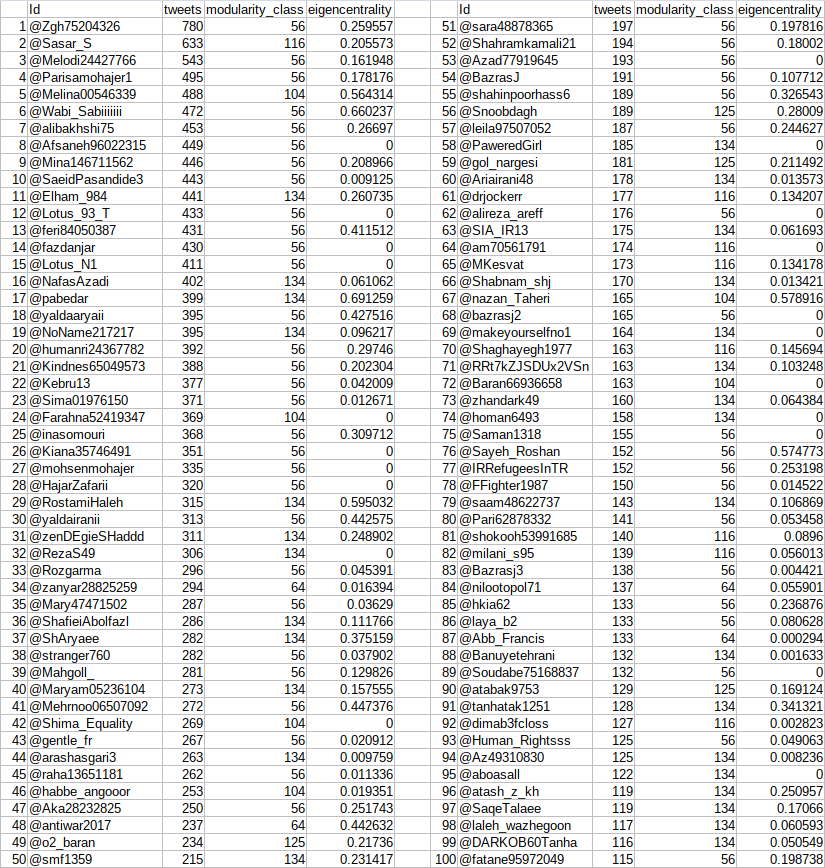 Id tweets modularity_class eigencentrality Id tweets modularity_class eigencentrality
1 @Zgh75204326 780 56 0.259557 51 @sara48878365 197 56 0.197816
2 @Sasar_S 633 116 0.205573 52 @Shahramkamali21 194 56 0.18002
3 @Melodi24427766 543 56 0.161948 53 @Azad77919645 193 56 0
4 @Parisamohajer1 495 56 0.178176 54 @BazrasJ 191 56 0.107712
5 @Melina00546339 488 104 0.564314 55 @shahinpoorhass6 189 56 0.326543
6 @Wabi_Sabiiiiiii 472 56 0.660237 56 @Snoobdagh 189 125 0.28009
7 @alibakhshi75 453 56 0.26697 57 @leila97507052 187 56 0.244627
8 @Afsaneh96022315 449 56 0 58 @PaweredGirl 185 134 0
9 @Mina146711562 446 56 0.208966 59 @gol_nargesi 181 125 0.211492
10 @SaeidPasandide3 443 56 0.009125 60 @Ariairani48 178 134 0.013573
11 @Elham_984 441 134 0.260735 61 @drjockerr 177 116 0.134207
12 @Lotus_93_T 433 56 0 62 @alireza_areff 176 56 0
13 @feri84050387 431 56 0.411512 63 @SIA_IR13 175 134 0.061693
14 @fazdanjar 430 56 0 64 @am70561791 174 116 0
15 @Lotus_N1 411 56 0 65 @MKesvat 173 116 0.134178
16 @NafasAzadi 402 134 0.061062 66 @Shabnam_shj 170 134 0.013421
17 @pabedar 399 134 0.691259 67 @nazan_Taheri 165 104 0.578916
18 @yaldaaryaii 395 56 0.427516 68 @bazrasj2 165 56 0
19 @NoName217217 395 134 0.096217 69 @makeyourselfno1 164 134 0
20 @humanri24367782 392 56 0.29746 70 @Shaghayegh1977 163 116 0.145694
21 @Kindnes65049573 388 56 0.202304 71 @RRt7kZJSDUx2VSn 163 134 0.103248
22 @Kebru13 377 56 0.042009 72 @Baran66936658 163 104 0
23 @Sima01976150 371 56 0.012671 73 @zhandark49 160 134 0.064384
24 @Farahna52419347 369 104 0 74 @homan6493 158 134 0
25 @inasomouri 368 56 0.309712 75 @Saman1318 155 56 0
26 @Kiana35746491 351 56 0 76 @Sayeh_Roshan 152 56 0.574773
27 @mohsenmohajer 335 56 0 77 @IRRefugeesInTR 152 56 0.253198
28 @HajarZafarii 320 56 0 78 @FFighter1987 150 56 0.014522
29 @RostamiHaleh 315 134 0.595032 79 @saam48622737 143 134 0.106869
30 @yaldairanii 313 56 0.442575 80 @Pari62878332 141 56 0.053458
31 @zenDEgieSHaddd 311 134 0.248902 81 @shokooh53991685 140 116 0.0896
32 @RezaS49 306 134 0 82 @milani_s95 139 116 0.056013
33 @Rozgarma 296 56 0.045391 83 @Bazrasj3 138 56 0.004421
34 @zanyar28825259 294 64 0.016394 84 @nilootopol71 137 64 0.055901
35 @Mary47471502 287 56 0.03629 85 @hkia62 133 56 0.236876
36 @ShafieiAbolfazl 286 134 0.111766 86 @laya_b2 133 56 0.080628
37 @ShAryaee 282 134 0.375159 87 @Abb_Francis 133 64 0.000294
38 @stranger760 282 56 0.037902 88 @Banuyetehrani 132 134 0.001633
39 @Mahgoll_ 281 56 0.129826 89 @Soudabe75168837 132 56 0
40 @Maryam05236104 273 134 0.157555 90 @atabak9753 129 125 0.169124
41 @Mehrnoo06507092 272 56 0.447376 91 @tanhatak1251 128 134 0.341321
42 @Shima_Equality 269 104 0 92 @dimab3fcloss 127 116 0.002823
43 @gentle_fr 267 56 0.020912 93 @Human_Rightsss 125 56 0.049063
44 @arashasgari3 263 134 0.009759 94 @Az49310830 125 134 0.008236
45 @raha13651181 262 56 0.011336 95 @aboasall 122 134 0
46 @habbe_angooor 253 104 0.019351 96 @atash_z_kh 119 134 0.250957
47 @Aka28232825 250 56 0.251743 97 @SaqeTalaee 119 134 0.17066
48 @antiwar2017 237 64 0.442632 98 @laleh_wazhegoon 117 134 0.060593
49 @o2_baran 234 125 0.21736 99 @DARKOB60Tanha 116 134 0.050549
50 @smf1359 215 134 0.231417 100 @fatane95972049 115 56 0.198738